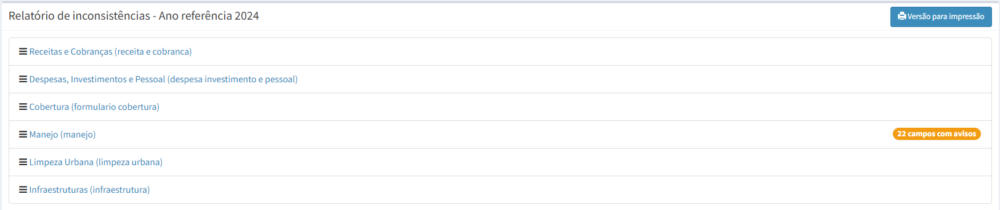 Relatório de inconsistências - Ano referência 2024
Versão para impressão
Receitas e Cobranças (receita e cobranca)
Despesas, Investimentos e Pessoal (despesa investimento e pessoal)
Cobertura (formulario cobertura)
Manejo (manejo)
22 campos com avisos
Limpeza Urbana (limpeza urbana)
Infraestruturas (infraestrutura)